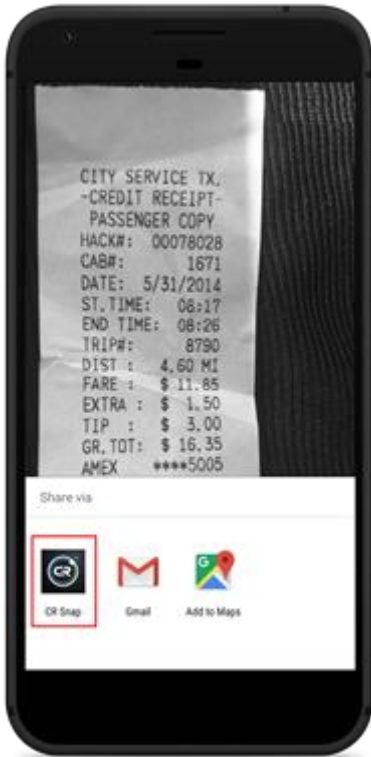 CITY SERVICE TX.
-CREDIT RECEIPT-
PASSENGER COPY
HACK#: 00078028
CAB#: 1671
DATE: 5/31/2014
ST.TIME: 08:17
END TIME: 08:26
TRIP#: 8790
DIST : 4.60 MI
FARE : $ 11.85
EXTRA : $ 1.50
TIP : $ 3.00
GR.TOT: $ 16.35
AMEX ****5005
Share via
CR
CR Snap
Gmail
G
Add to Maps